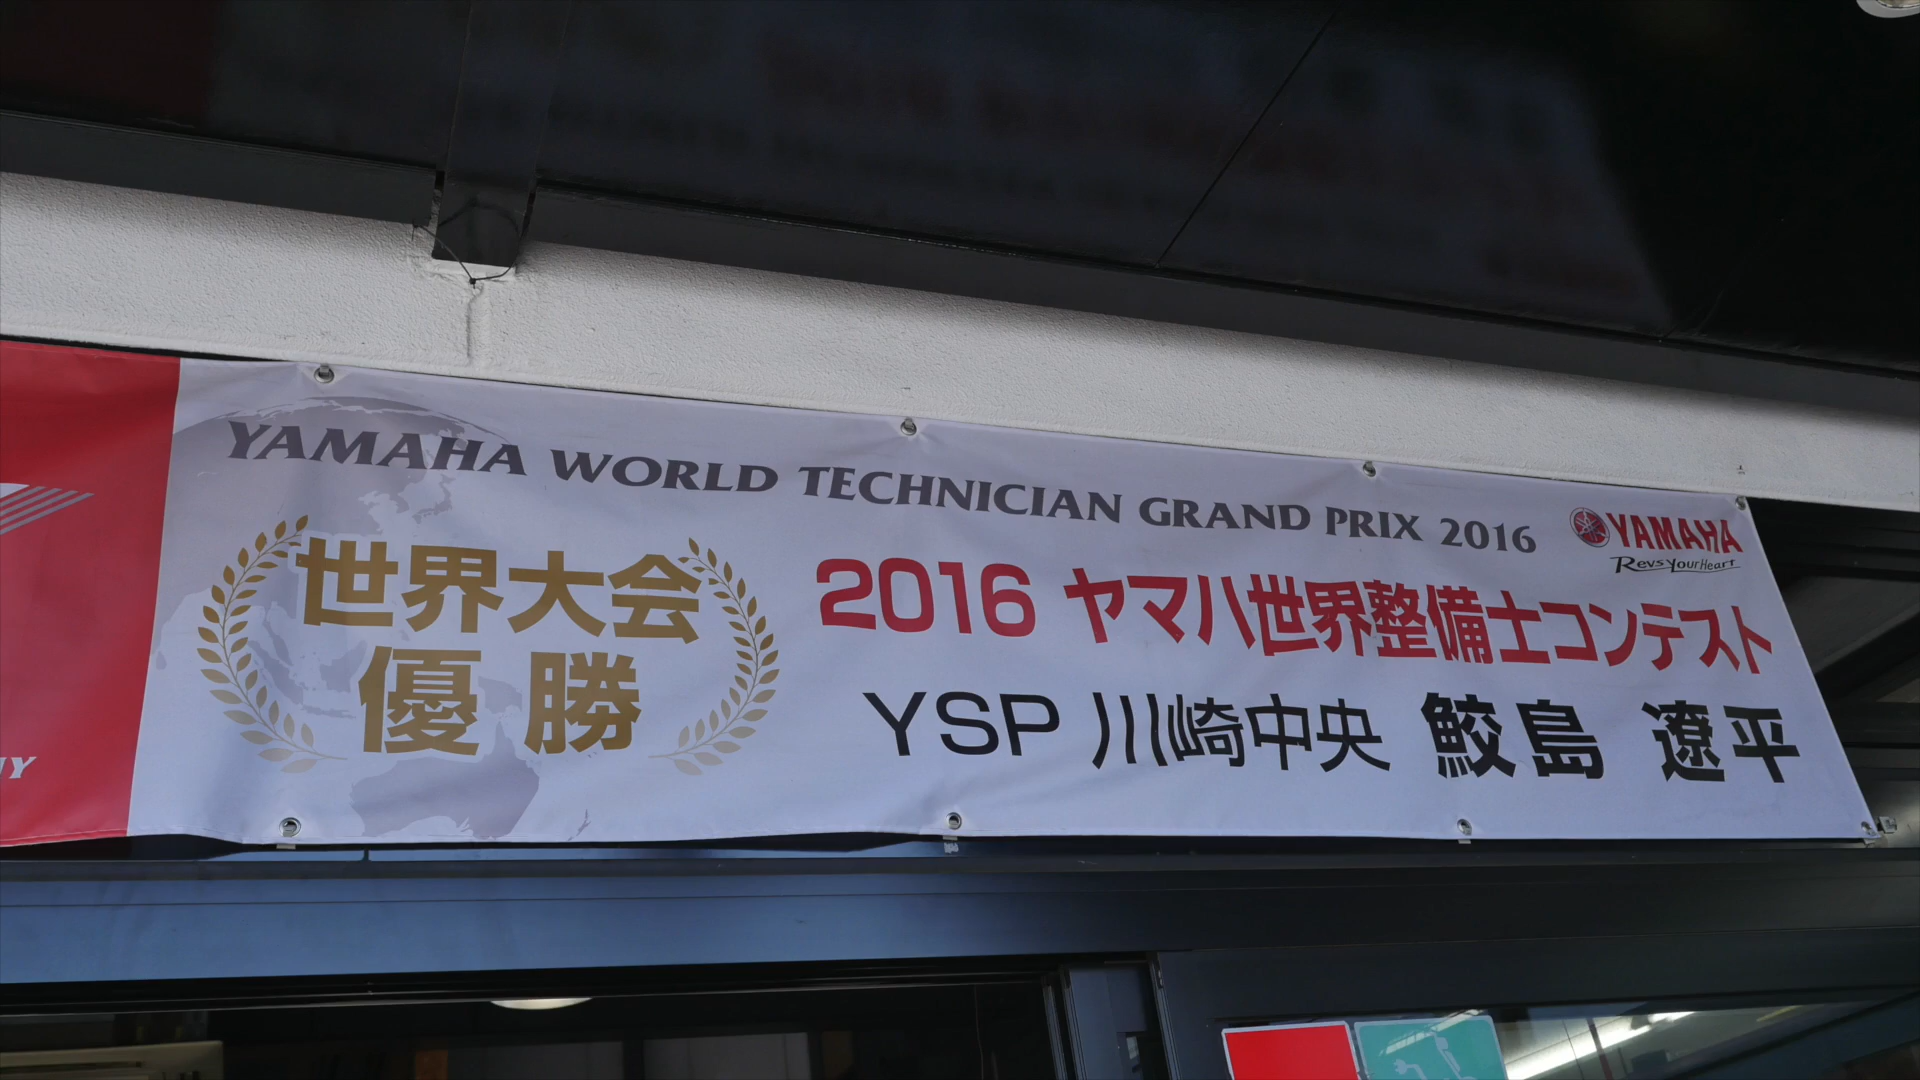 YAMAHA WORLD TECHNICIAN GRAND PRIX 2016
YAMAHA
Revs Your Heart
世界大会
優勝
2016 ヤマハ世界整備士コンテスト
YSP 川崎中央 鮫島 遼平